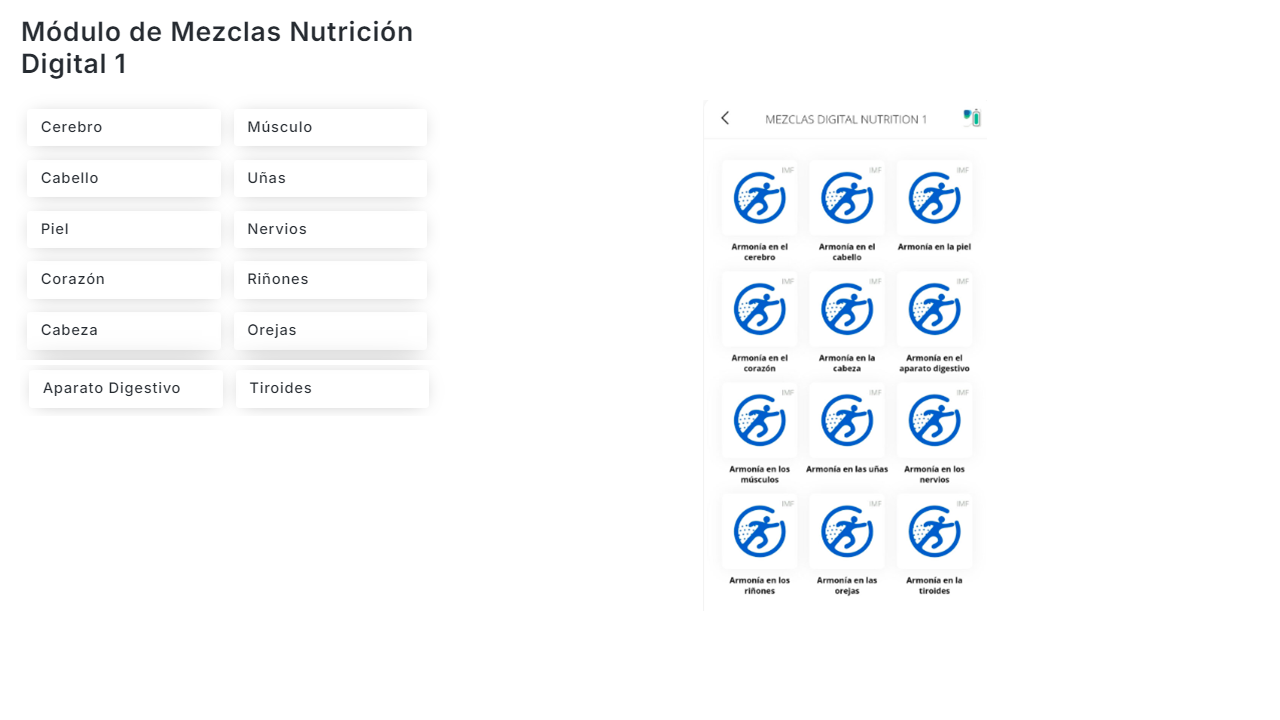 Módulo de Mezclas Nutrición
Digital 1
Cerebro
Músculo
Cabello
Uñas
Piel
Nervios
Corazón
Riñones
Cabeza
Orejas
Aparato Digestivo
Tiroides
MEZCLAS DIGITAL NUTRITION 1
IMF
IMF
IMF
Armonía en el
cerebro
Armonía en el
cabello
Armonía en la piel
IMF
IMF
IMF
Armonía en el
corazón
Armonía en la
cabeza
Armonía en el
aparato digestivo
IMF
IMF
IMF
Armonía en los
músculos
Armonía en las uñas
Armonía en los
nervios
IMF
IMF
IMF
Armonía en los
riñones
Armonía en las
orejas
Armonía en la
tiroides